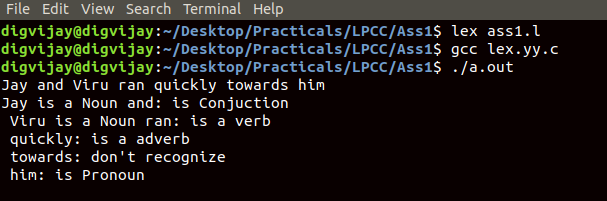 File Edit View Search Terminal Help
digvijay@digvijay:~/Desktop/Practicals/LPCC/Ass1$ lex ass1.l
digvijay@digvijay:~/Desktop/Practicals/LPCC/Ass1$ gcc lex.yy.c
digvijay@digvijay:~/Desktop/Practicals/LPCC/Ass1$ ./a.out
Jay and Viru ran quickly towards him
Jay is a Noun and: is Conjuction
 Viru is a Noun ran: is a verb
 quickly: is a adverb
 towards: don't recognize
 him: is Pronoun